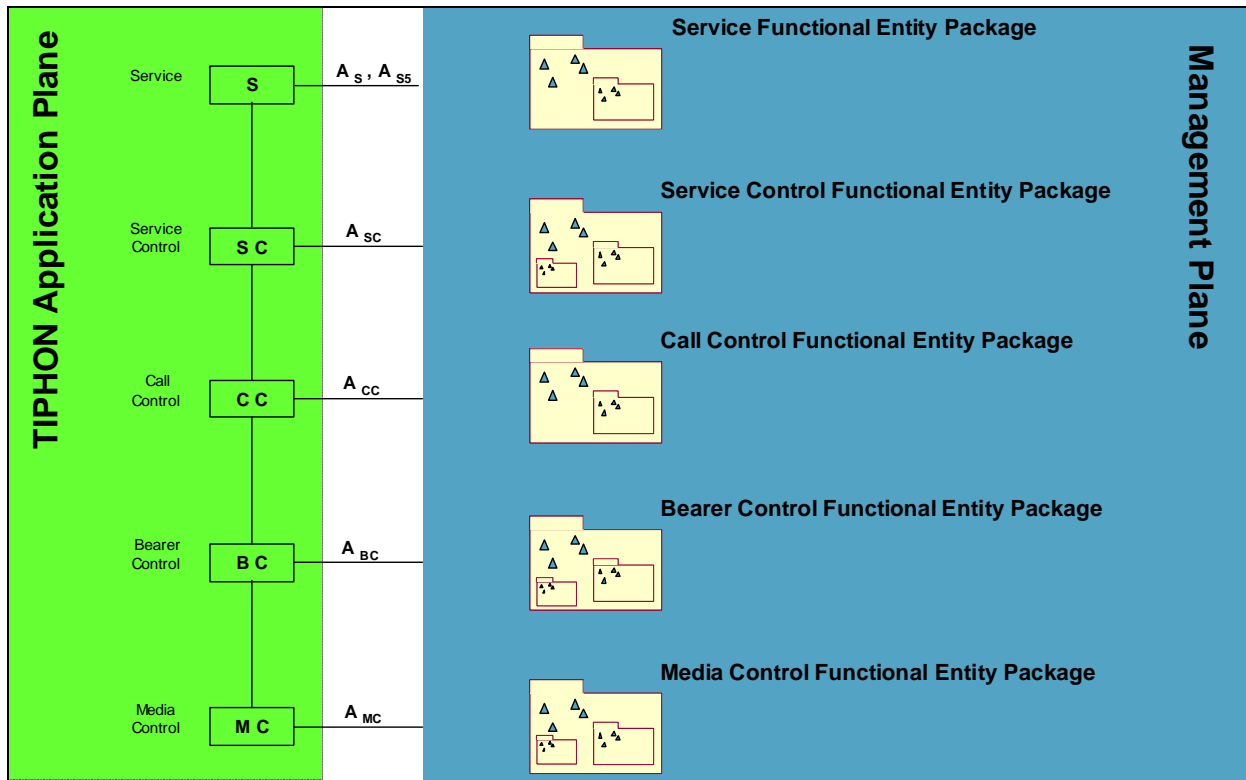 TIPHON Application Plane
Service
S
A S , A S5
Service Functional Entity Package
Management Plane
Service
Control
S C
A SC
Service Control Functional Entity Package
Call
Control
C C
A CC
Call Control Functional Entity Package
Bearer
Control
B C
A BC
Bearer Control Functional Entity Package
Media
Control
M C
A MC
Media Control Functional Entity Package